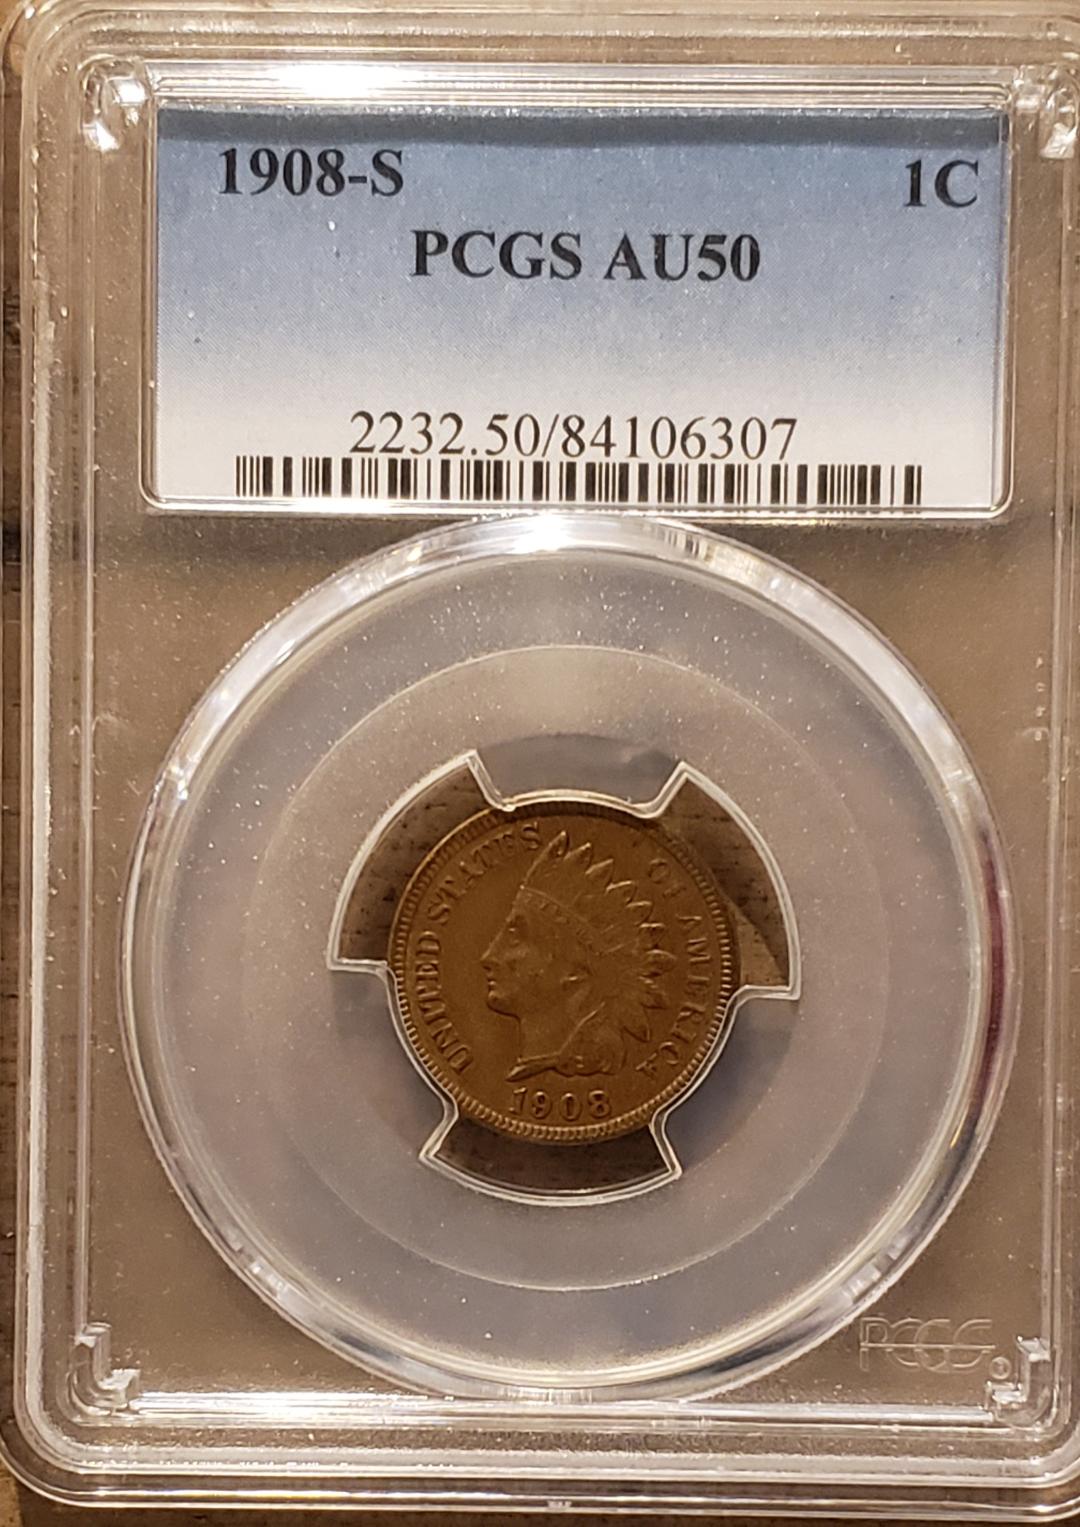 1908-S 1C
PCGS AU50
2232.50/84106307
UNITED STATES OF AMERICA
1908
PCGS